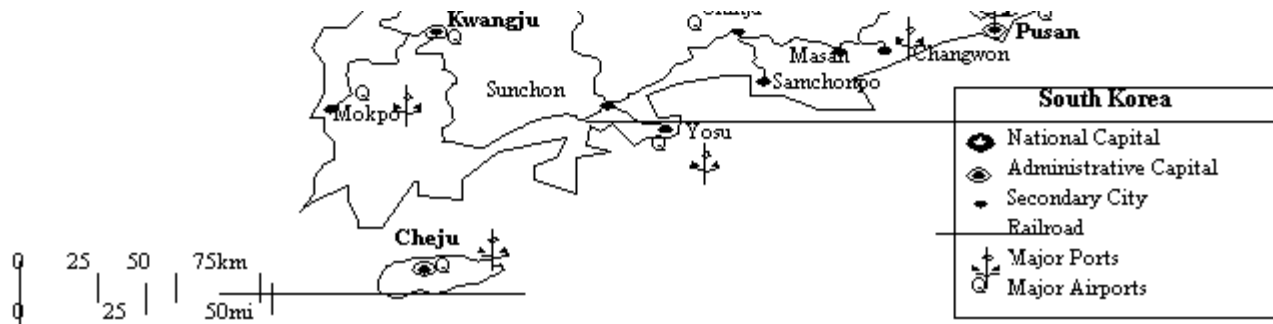 Kwangju
Pusan
Masan
Changwon
Samchonpo
Sunchon
Mokpo
Yosu
Cheju
0 25 50 75km
0 25 50mi
South Korea
National Capital
Administrative Capital
Secondary City
Railroad
Major Ports
Major Airports